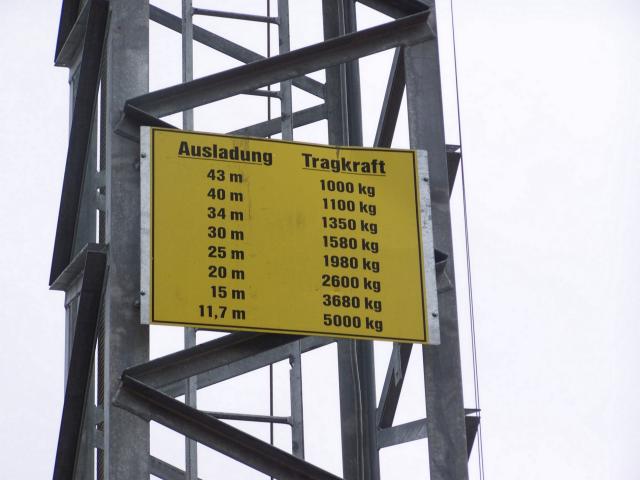 Ausladung Tragkraft
43 m 1000 kg
40 m 1100 kg
34 m 1350 kg
30 m 1580 kg
25 m 1980 kg
20 m 2600 kg
15 m 3680 kg
11,7 m 5000 kg